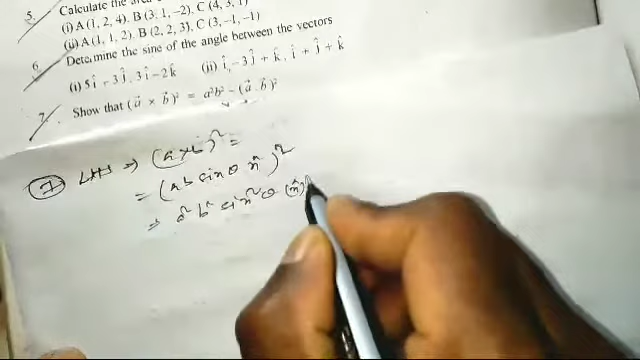 5. Calculate the area
(i) A (1, 2, 4). B (3, 1, −2), C (4, 3, 1)
(ii) A (1, 1, 2), B (2, 2, 3), C (3, −1, −1)
6. Determine the sine of the angle between the vectors
(i) 5î − 3ĵ, 3î − 2k̂ (ii) î − 3ĵ + k̂, î + ĵ + k̂
7. Show that (a⃗ × b⃗)² = a²b² − (a⃗ . b⃗)²
⑦ LHS ⇒ (a×b)² =
= (ab sin θ n̂)²
⇒ a² b² sin² θ (n̂)